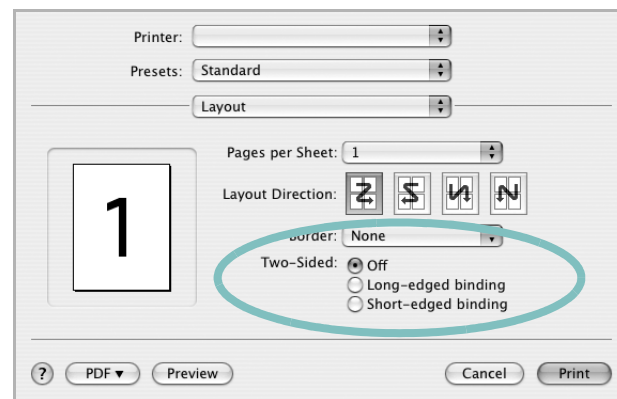 Printer:
Presets: Standard
Layout
Pages per Sheet: 1
1
Layout Direction:
Border: None
Two-Sided: Off
Long-edged binding
Short-edged binding
? PDF▼ Preview Cancel Print